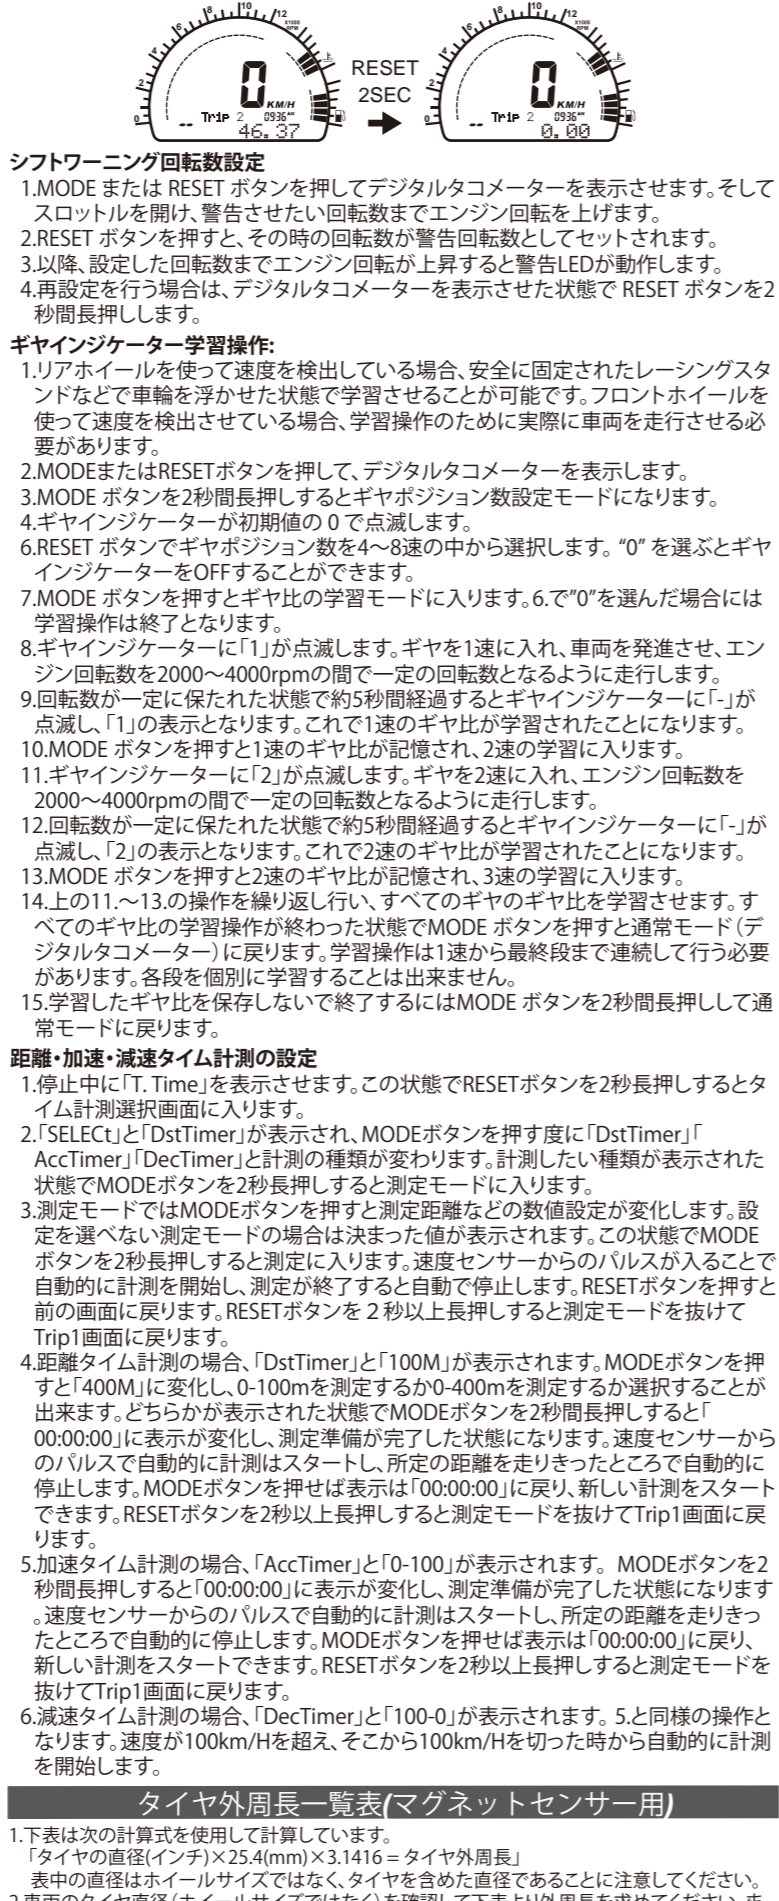 0 2 4 6 8 10 12 X1000 RPM
0 KM/H
Trip 2 09:36 AM
-- 46.37
RESET
2SEC
0 2 4 6 8 10 12 X1000 RPM
0 KM/H
Trip 2 09:36 AM
-- 0.00
シフトワーニング回転数設定
1.MODE または RESET ボタンを押してデジタルタコメーターを表示させます。そして
スロットルを開け、警告させたい回転数までエンジン回転を上げます。
2.RESET ボタンを押すと、その時の回転数が警告回転数としてセットされます。
3.以降、設定した回転数までエンジン回転が上昇すると警告LEDが動作します。
4.再設定を行う場合は、デジタルタコメーターを表示させた状態で RESET ボタンを2
秒間長押しします。
ギヤインジケーター学習操作:
1.リアホイールを使って速度を検出している場合、安全に固定されたレーシングスタ
ンドなどで車輪を浮かせた状態で学習させることが可能です。フロントホイールを
使って速度を検出させている場合、学習操作のために実際に車両を走行させる必
要があります。
2.MODEまたはRESETボタンを押して、デジタルタコメーターを表示します。
3.MODE ボタンを2秒間長押しするとギヤポジション数設定モードになります。
4.ギヤインジケーターが初期値の 0 で点滅します。
6.RESET ボタンでギヤポジション数を4～8速の中から選択します。 “0” を選ぶとギヤ
インジケーターをOFFすることができます。
7.MODE ボタンを押すとギヤ比の学習モードに入ります。6.で”0”を選んだ場合には
学習操作は終了となります。
8.ギヤインジケーターに「1」が点滅します。ギヤを1速に入れ、車両を発進させ、エン
ジン回転数を2000～4000rpmの間で一定の回転数となるように走行します。
9.回転数が一定に保たれた状態で約5秒間経過するとギヤインジケーターに「-」が
点滅し、「1」の表示となります。これで1速のギヤ比が学習されたことになります。
10.MODE ボタンを押すと1速のギヤ比が記憶され、2速の学習に入ります。
11.ギヤインジケーターに「2」が点滅します。ギヤを2速に入れ、エンジン回転数を
2000～4000rpmの間で一定の回転数となるように走行します。
12.回転数が一定に保たれた状態で約5秒間経過するとギヤインジケーターに「-」が
点滅し、「2」の表示となります。これで2速のギヤ比が学習されたことになります。
13.MODE ボタンを押すと2速のギヤ比が記憶され、3速の学習に入ります。
14.上の11.～13.の操作を繰り返し行い、すべてのギヤのギヤ比を学習させます。す
べてのギヤ比の学習操作が終わった状態でMODE ボタンを押すと通常モード（デ
ジタルタコメーター）に戻ります。学習操作は1速から最終段まで連続して行う必要
があります。各段を個別に学習することは出来ません。
15.学習したギヤ比を保存しないで終了するにはMODE ボタンを2秒間長押しして通
常モードに戻ります。
距離・加速・減速タイム計測の設定
1.停止中に「T. Time」を表示させます。この状態でRESETボタンを2秒長押しするとタ
イム計測選択画面に入ります。
2.「SELECt」と「DstTimer」が表示され、MODEボタンを押す度に「DstTimer」「
AccTimer」「DecTimer」と計測の種類が変わります。計測したい種類が表示された
状態でMODEボタンを2秒長押しすると測定モードに入ります。
3.測定モードではMODEボタンを押すと測定距離などの数値設定が変化します。設
定を選べない測定モードの場合は決まった値が表示されます。この状態でMODE
ボタンを2秒長押しすると測定に入ります。速度センサーからのパルスが入ることで
自動的に計測を開始し、測定が終了すると自動で停止します。RESETボタンを押すと
前の画面に戻ります。RESETボタンを２秒以上長押しすると測定モードを抜けて
Trip1画面に戻ります。
4.距離タイム計測の場合、「DstTimer」と「100M」が表示されます。MODEボタンを押
すと「400M」に変化し、0-100mを測定するか0-400mを測定するか選択することが
出来ます。どちらかが表示された状態でMODEボタンを2秒間長押しすると「
00:00:00」に表示が変化し、測定準備が完了した状態になります。速度センサーから
のパルスで自動的に計測はスタートし、所定の距離を走りきったところで自動的に
停止します。MODEボタンを押せば表示は「00:00:00」に戻り、新しい計測をスタート
できます。RESETボタンを2秒以上長押しすると測定モードを抜けてTrip1画面に戻
ります。
5.加速タイム計測の場合、「AccTimer」と「0-100」が表示されます。 MODEボタンを2
秒間長押しすると「00:00:00」に表示が変化し、測定準備が完了した状態になります
。速度センサーからのパルスで自動的に計測はスタートし、所定の距離を走りきっ
たところで自動的に停止します。MODEボタンを押せば表示は「00:00:00」に戻り、
新しい計測をスタートできます。RESETボタンを2秒以上長押しすると測定モードを
抜けてTrip1画面に戻ります。
6.減速タイム計測の場合、「DecTimer」と「100-0」が表示されます。 5.と同様の操作と
なります。速度が100km/Hを超え、そこから100km/Hを切った時から自動的に計測
を開始します。
タイヤ外周長一覧表(マグネットセンサー用)
1.下表は次の計算式を使用して計算しています。
「タイヤの直径(インチ)×25.4(mm)×3.1416＝タイヤ外周長」
表中の直径はホイールサイズではなく、タイヤを含めた直径であることに注意してください。
2.車両のタイヤ直径（ホイールサイズではなく）を確認して下表より外周長を求めてください。